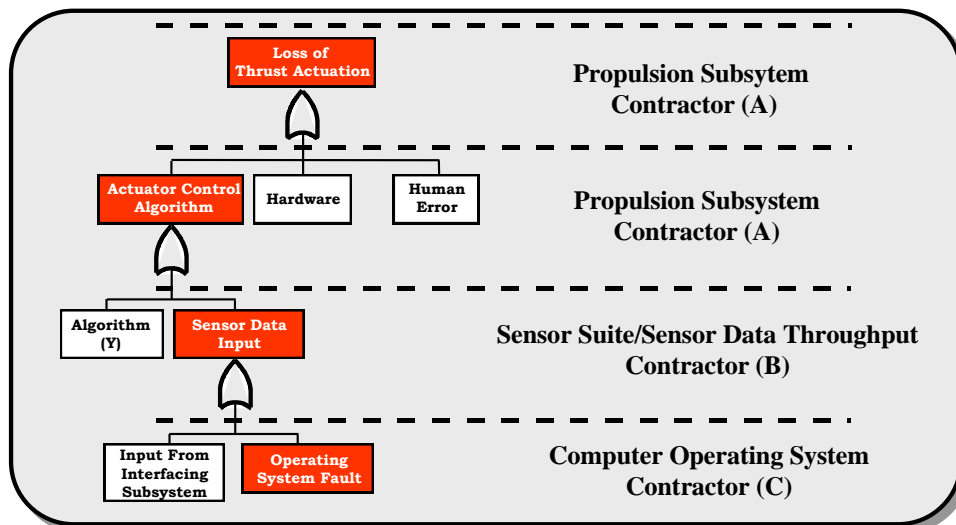 Loss of
Thrust Actuation
Propulsion Subsytem
Contractor (A)
Actuator Control
Algorithm
Hardware
Human
Error
Propulsion Subsystem
Contractor (A)
Algorithm
(Y)
Sensor Data
Input
Sensor Suite/Sensor Data Throughput
Contractor (B)
Input From
Interfacing
Subsystem
Operating
System Fault
Computer Operating System
Contractor (C)